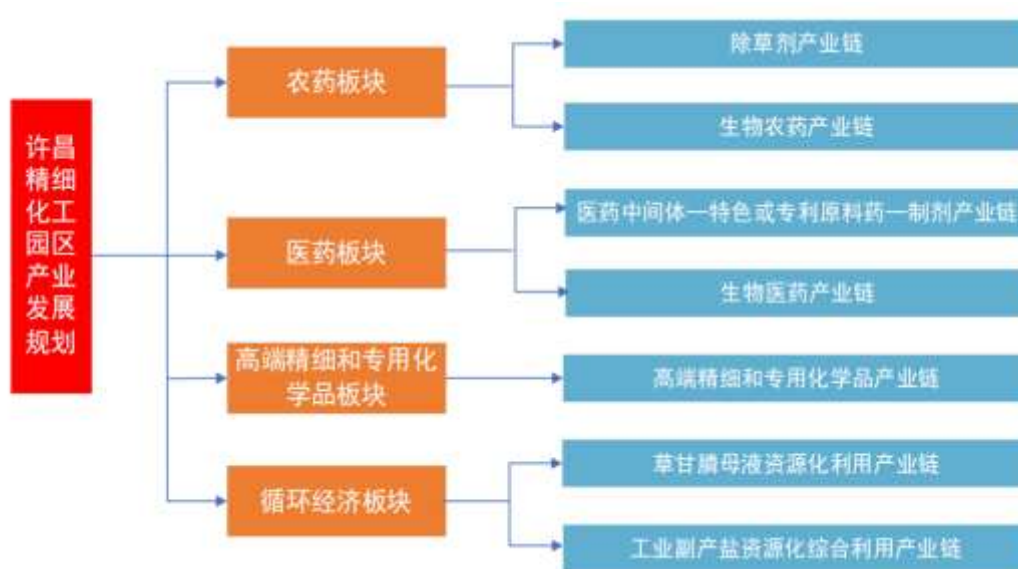 许昌
精细
化工
园区
产业
发展
规划
农药板块
除草剂产业链
生物农药产业链
医药板块
医药中间体一特色或专利原料药一制剂产业链
生物医药产业链
高端精细和专用化
学品板块
高端精细和专用化学品产业链
循环经济板块
草甘膦母液资源化利用产业链
工业副产盐资源化综合利用产业链